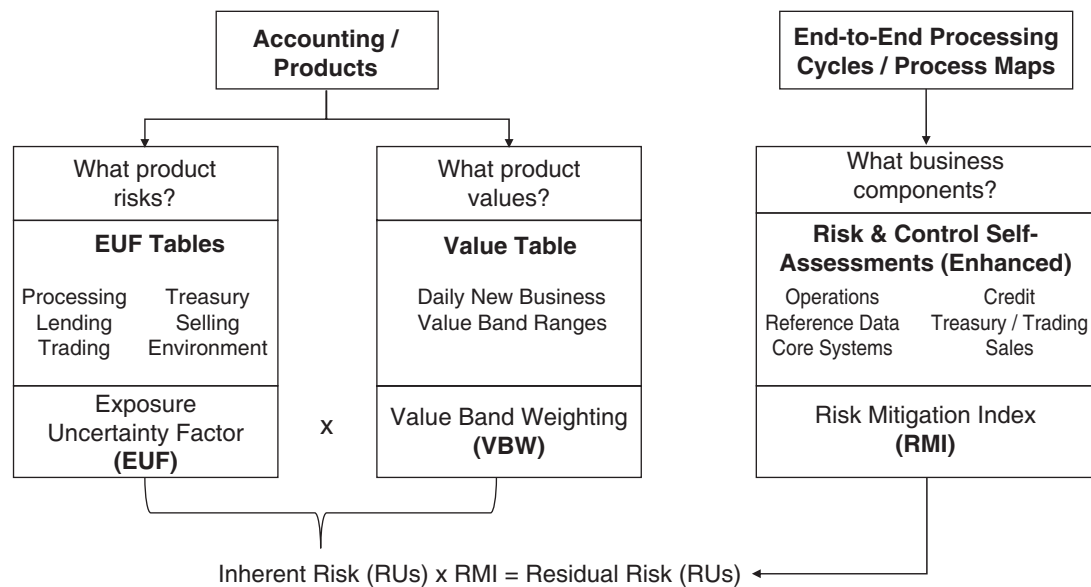 Accounting /
Products
End-to-End Processing
Cycles / Process Maps
What product
risks?
EUF Tables
Processing Treasury
Lending Selling
Trading Environment
Exposure
Uncertainty Factor
(EUF)
x
What product
values?
Value Table
Daily New Business
Value Band Ranges
Value Band Weighting
(VBW)
What business
components?
Risk & Control Self-
Assessments (Enhanced)
Operations Credit
Reference Data Treasury / Trading
Core Systems Sales
Risk Mitigation Index
(RMI)
Inherent Risk (RUs) x RMI = Residual Risk (RUs)